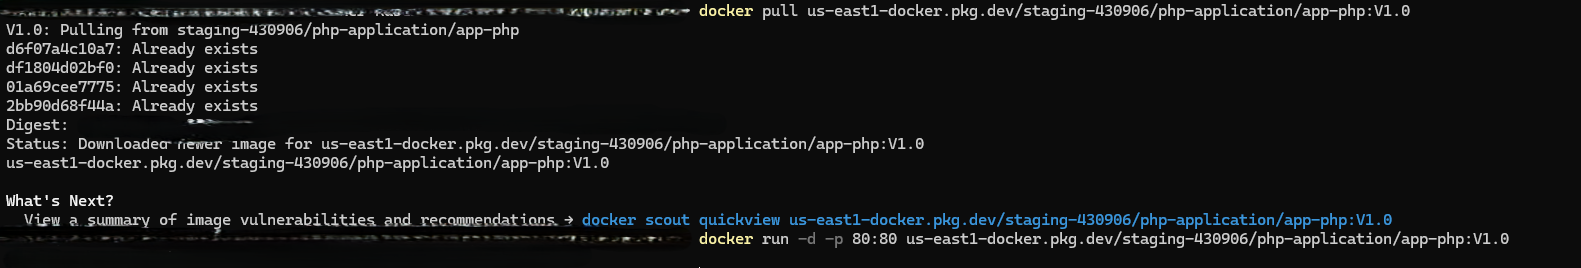 docker pull us-east1-docker.pkg.dev/staging-430906/php-application/app-php:V1.0
V1.0: Pulling from staging-430906/php-application/app-php
d6f07a4c10a7: Already exists
df1804d02bf0: Already exists
01a69cee7775: Already exists
2bb90d68f44a: Already exists
Digest:
Status: Downloaded newer image for us-east1-docker.pkg.dev/staging-430906/php-application/app-php:V1.0
us-east1-docker.pkg.dev/staging-430906/php-application/app-php:V1.0
What's Next?
View a summary of image vulnerabilities and recommendations → docker scout quickview us-east1-docker.pkg.dev/staging-430906/php-application/app-php:V1.0
docker run -d -p 80:80 us-east1-docker.pkg.dev/staging-430906/php-application/app-php:V1.0